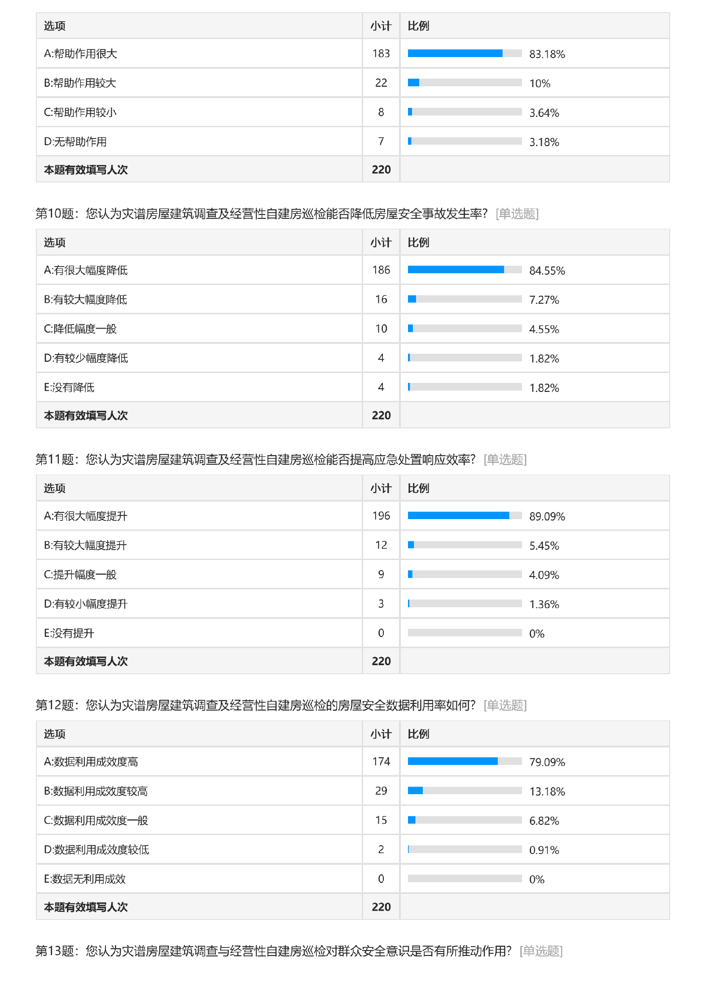 选项 小计 比例
A:帮助作用很大 183 83.18%
B:帮助作用较大 22 10%
C:帮助作用较小 8 3.64%
D:无帮助作用 7 3.18%
本题有效填写人次 220
第10题：您认为灾谱房屋建筑调查及经营性自建房巡检能否降低房屋安全事故发生率？ [单选题]
选项 小计 比例
A:有很大幅度降低 186 84.55%
B:有较大幅度降低 16 7.27%
C:降低幅度一般 10 4.55%
D:有较少幅度降低 4 1.82%
E:没有降低 4 1.82%
本题有效填写人次 220
第11题：您认为灾谱房屋建筑调查及经营性自建房巡检能否提高应急处置响应效率？ [单选题]
选项 小计 比例
A:有很大幅度提升 196 89.09%
B:有较大幅度提升 12 5.45%
C:提升幅度一般 9 4.09%
D:有较小幅度提升 3 1.36%
E:没有提升 0 0%
本题有效填写人次 220
第12题：您认为灾谱房屋建筑调查及经营性自建房巡检的房屋安全数据利用率如何？ [单选题]
选项 小计 比例
A:数据利用成效度高 174 79.09%
B:数据利用成效度较高 29 13.18%
C:数据利用成效度一般 15 6.82%
D:数据利用成效度较低 2 0.91%
E:数据无利用成效 0 0%
本题有效填写人次 220
第13题：您认为灾谱房屋建筑调查与经营性自建房巡检对群众安全意识是否有所推动作用？ [单选题]